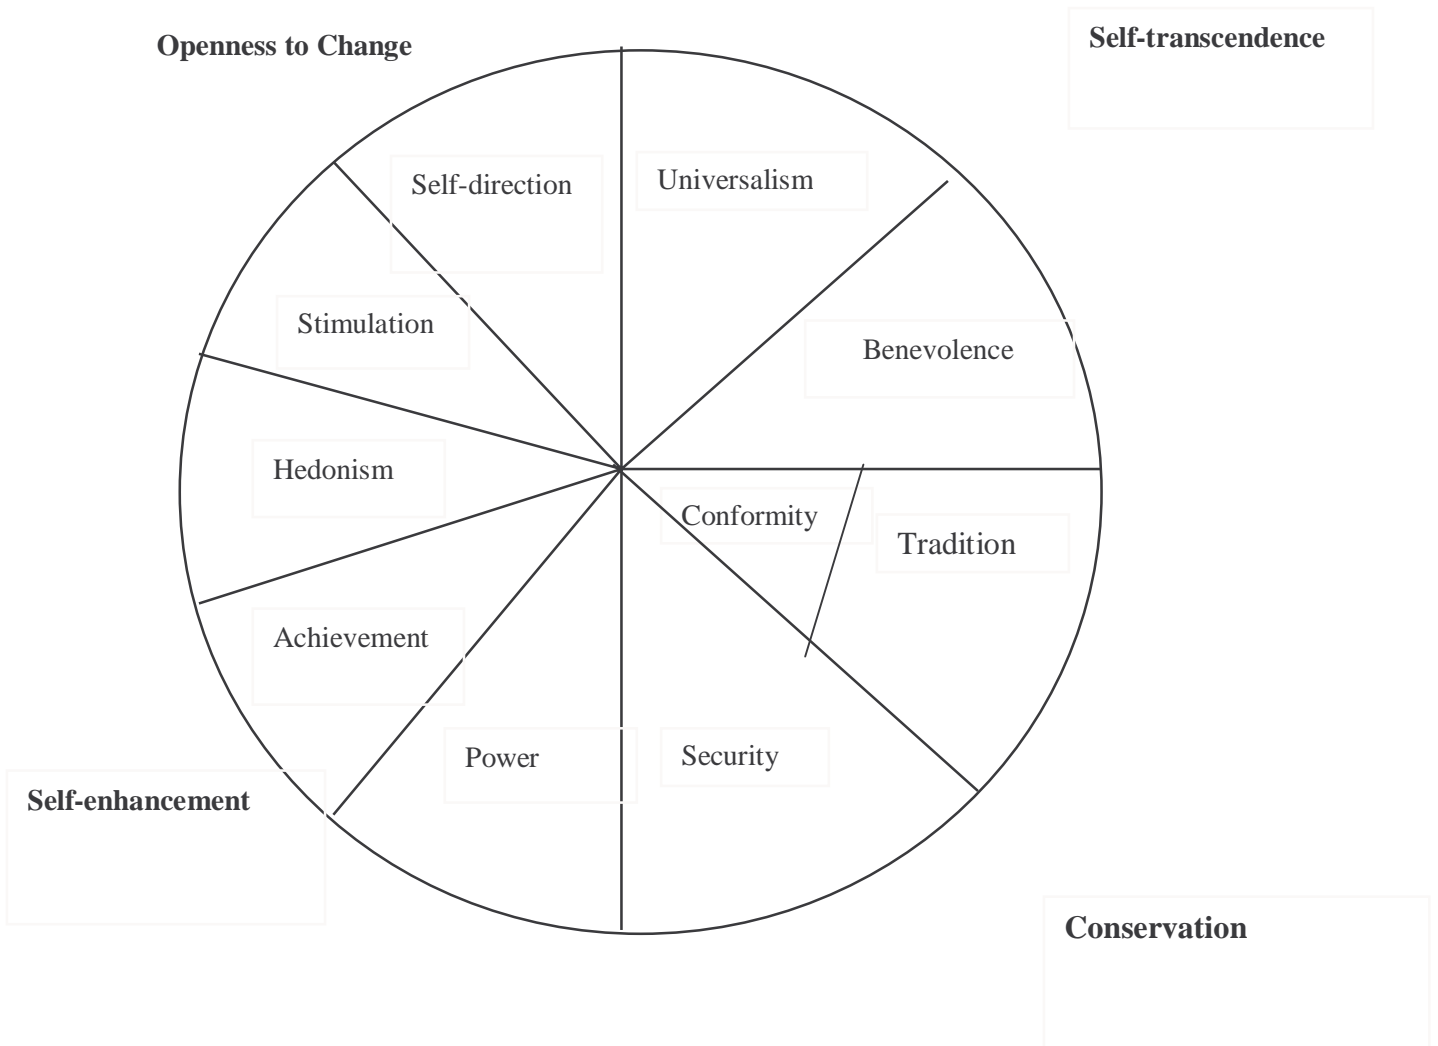 Openness to Change
Self-transcendence
Self-direction
Universalism
Stimulation
Benevolence
Hedonism
Conformity
Tradition
Achievement
Power
Security
Self-enhancement
Conservation